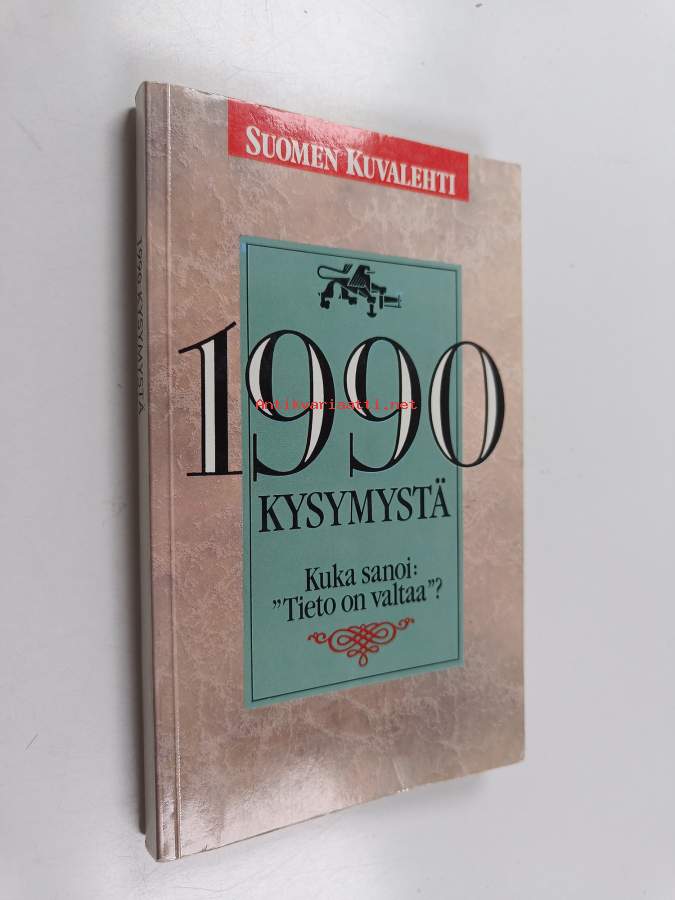 SUOMEN KUVALEHTI
1990
Antikvariaatti.net
KYSYMYSTÄ
Kuka sanoi:
"Tieto on valtaa"?
1990 KYSYMYSTÄ